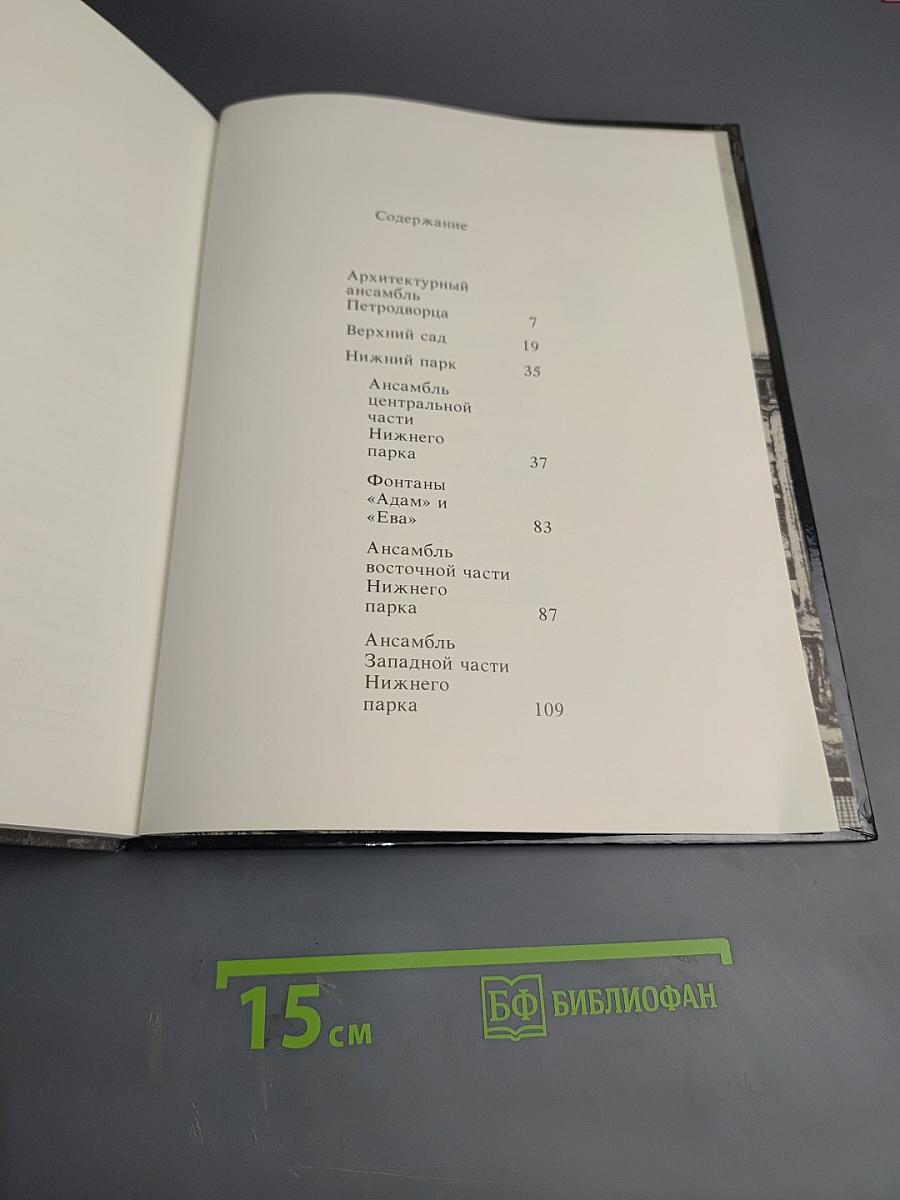 Содержание
Архитектурный
ансамбль
Петродворца 7
Верхний сад 19
Нижний парк 35
Ансамбль
центральной
части
Нижнего
парка 37
Фонтаны
«Адам» и
«Ева» 83
Ансамбль
восточной части
Нижнего
парка 87
Ансамбль
Западной части
Нижнего
парка 109
15 см
БФ БИБЛИОФАН